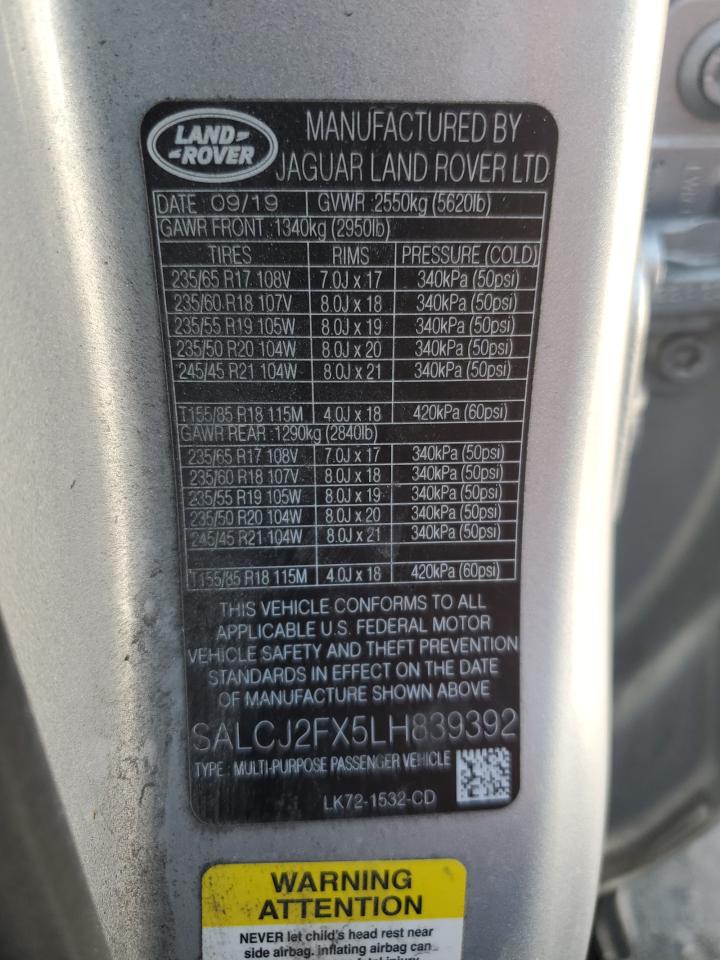 LAND-
-ROVER
MANUFACTURED BY
JAGUAR LAND ROVER LTD
DATE 09/19 GVWR :2550kg (5620lb)
GAWR FRONT :1340kg (2950lb)
TIRES RIMS PRESSURE (COLD)
235/65 R17 108V 7.0J x 17 340kPa (50psi)
235/60 R18 107V 8.0J x 18 340kPa (50psi)
235/55 R19 105W 8.0J x 19 340kPa (50psi)
235/50 R20 104W 8.0J x 20 340kPa (50psi)
245/45 R21 104W 8.0J x 21 340kPa (50psi)
T155/85 R18 115M 4.0J x 18 420kPa (60psi)
GAWR REAR :1290kg (2840lb)
235/65 R17 108V 7.0J x 17 340kPa (50psi)
235/60 R18 107V 8.0J x 18 340kPa (50psi)
235/55 R19 105W 8.0J x 19 340kPa (50psi)
235/50 R20 104W 8.0J x 20 340kPa (50psi)
245/45 R21 104W 8.0J x 21 340kPa (50psi)
T155/85 R18 115M 4.0J x 18 420kPa (60psi)
THIS VEHICLE CONFORMS TO ALL
APPLICABLE U.S. FEDERAL MOTOR
VEHICLE SAFETY AND THEFT PREVENTION
STANDARDS IN EFFECT ON THE DATE
OF MANUFACTURE SHOWN ABOVE
SALCJ2FX5LH839392
TYPE : MULTI-PURPOSE PASSENGER VEHICLE
LK72-1532-CD
WARNING
ATTENTION
NEVER let child's head rest near
side airbag. inflating airbag can